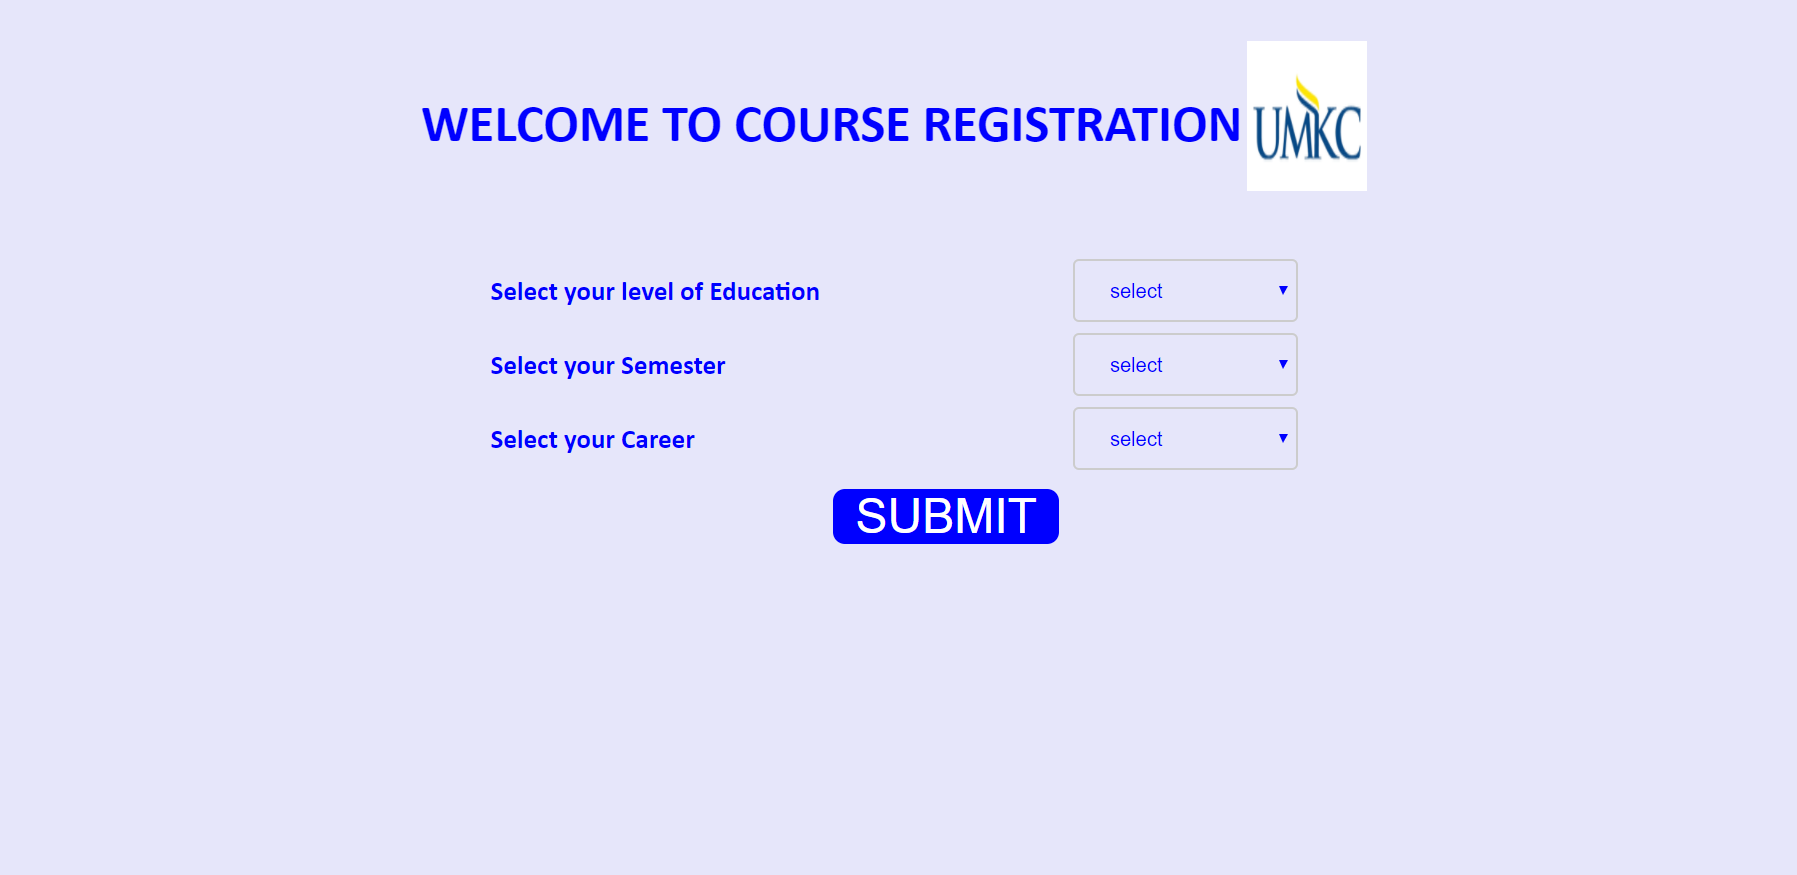 WELCOME TO COURSE REGISTRATION UMKC
Select your level of Education select
Select your Semester select
Select your Career select
SUBMIT